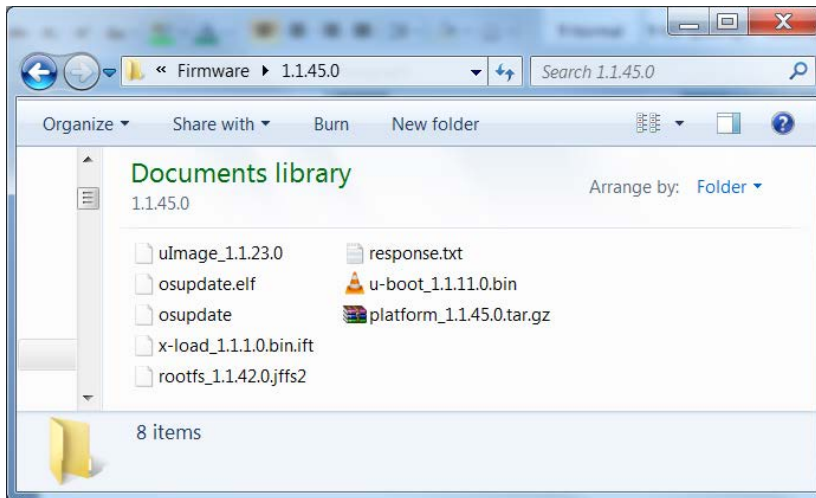 « Firmware 1.1.45.0
Search 1.1.45.0
Organize Share with Burn New folder
Documents library
1.1.45.0
Arrange by: Folder
uImage_1.1.23.0
osupdate.elf
osupdate
x-load_1.1.1.0.bin.ift
rootfs_1.1.42.0.jffs2
response.txt
u-boot_1.1.11.0.bin
platform_1.1.45.0.tar.gz
8 items